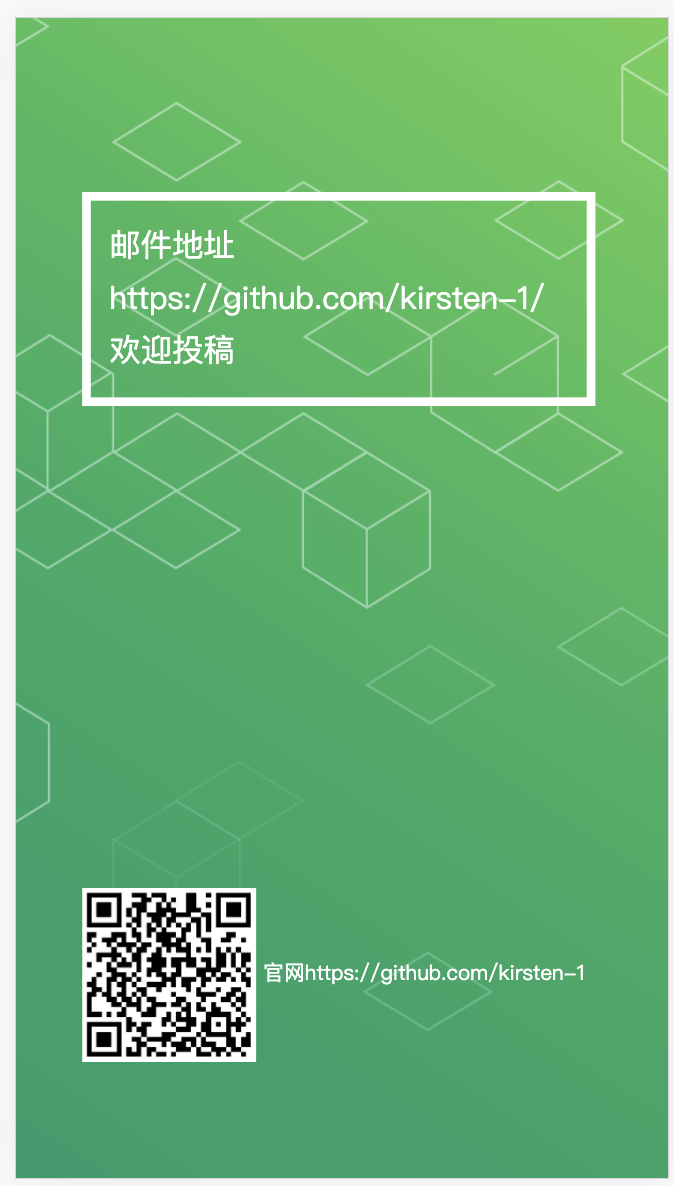 邮件地址
https://github.com/kirsten-1/
欢迎投稿
官网https://github.com/kirsten-1